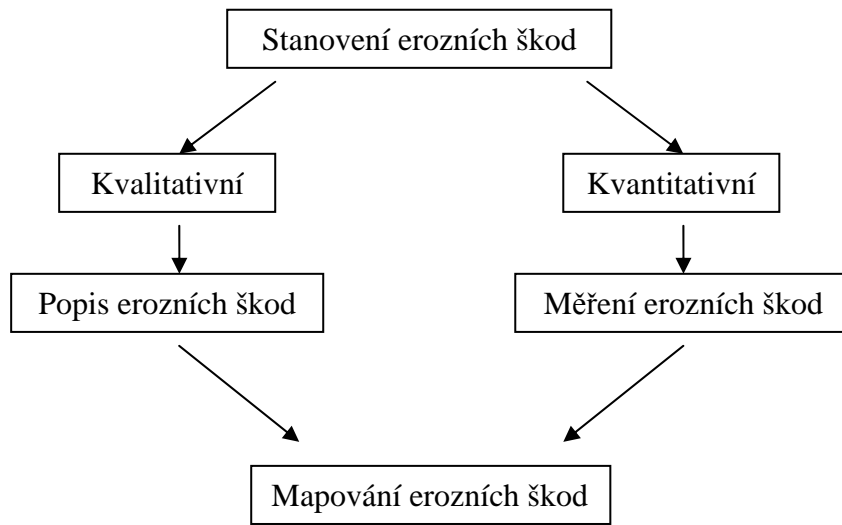 Stanovení erozních škod
Kvalitativní
Kvantitativní
Popis erozních škod
Měření erozních škod
Mapování erozních škod